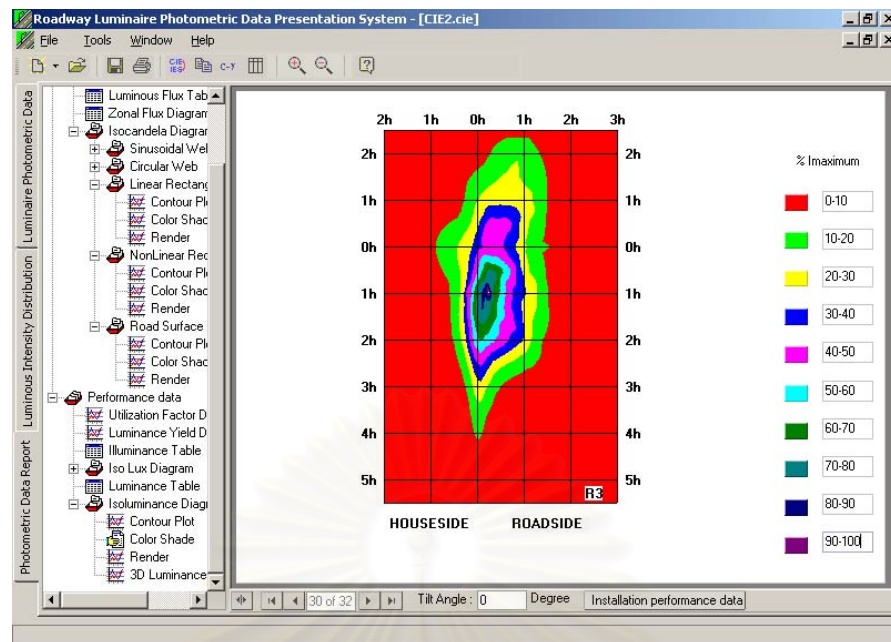 Roadway Luminaire Photometric Data Presentation System - [CIE2.cie]
File Tools Window Help
CIE IES C-γ
Luminaire Photometric Data
Luminous Intensity Distribution
Photometric Data Report
Luminous Flux Tab
Zonal Flux Diagram
Isocandela Diagrar
Sinusoidal Wel
Circular Web
Linear Rectang
Contour Plo
Color Shad
Render
NonLinear Rec
Contour Plo
Color Shac
Render
Road Surface
Contour Plo
Color Shac
Render
Performance data
Utilization Factor D
Luminance Yield D
Illuminance Table
Iso Lux Diagram
Luminance Table
Isoluminance Diagr
Contour Plot
Color Shade
Render
3D Luminance
2h 1h 0h 1h 2h 3h
2h 2h
1h 1h
0h 0h
1h 1h
2h 2h
3h 3h
4h 4h
5h 5h
R3
HOUSESIDE ROADSIDE
% Imaximum
0-10
10-20
20-30
30-40
40-50
50-60
60-70
70-80
80-90
90-100
30 of 32 Tilt Angle : 0 Degree Installation performance data